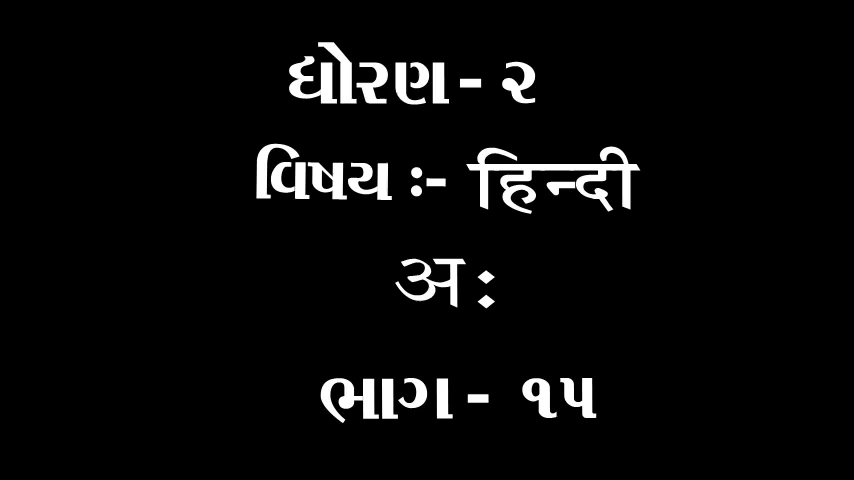 ધોરણ - ૨
વિષય :- हिन्दी
अ :
ભાગ - ૧૫